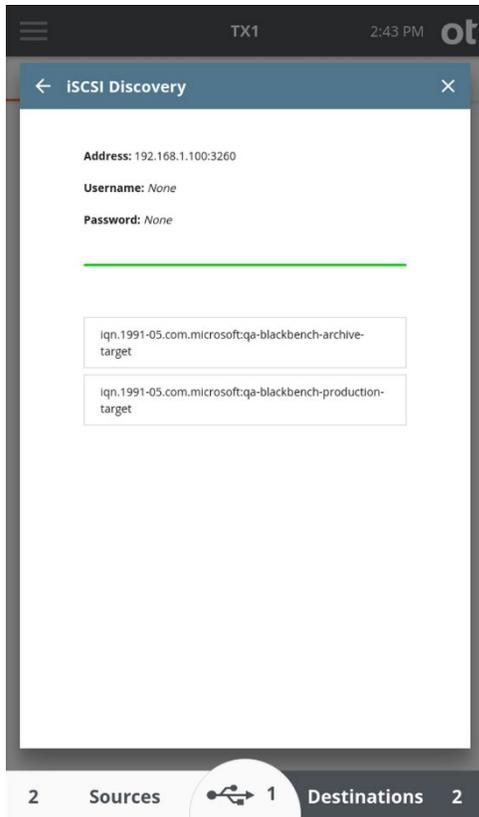 TX1
2:43 PM
ot
iSCSI Discovery
Address: 192.168.1.100:3260
Username: None
Password: None
iqn.1991-05.com.microsoft:qa-blackbench-archive-
target
iqn.1991-05.com.microsoft:qa-blackbench-production-
target
2 Sources 1 Destinations 2